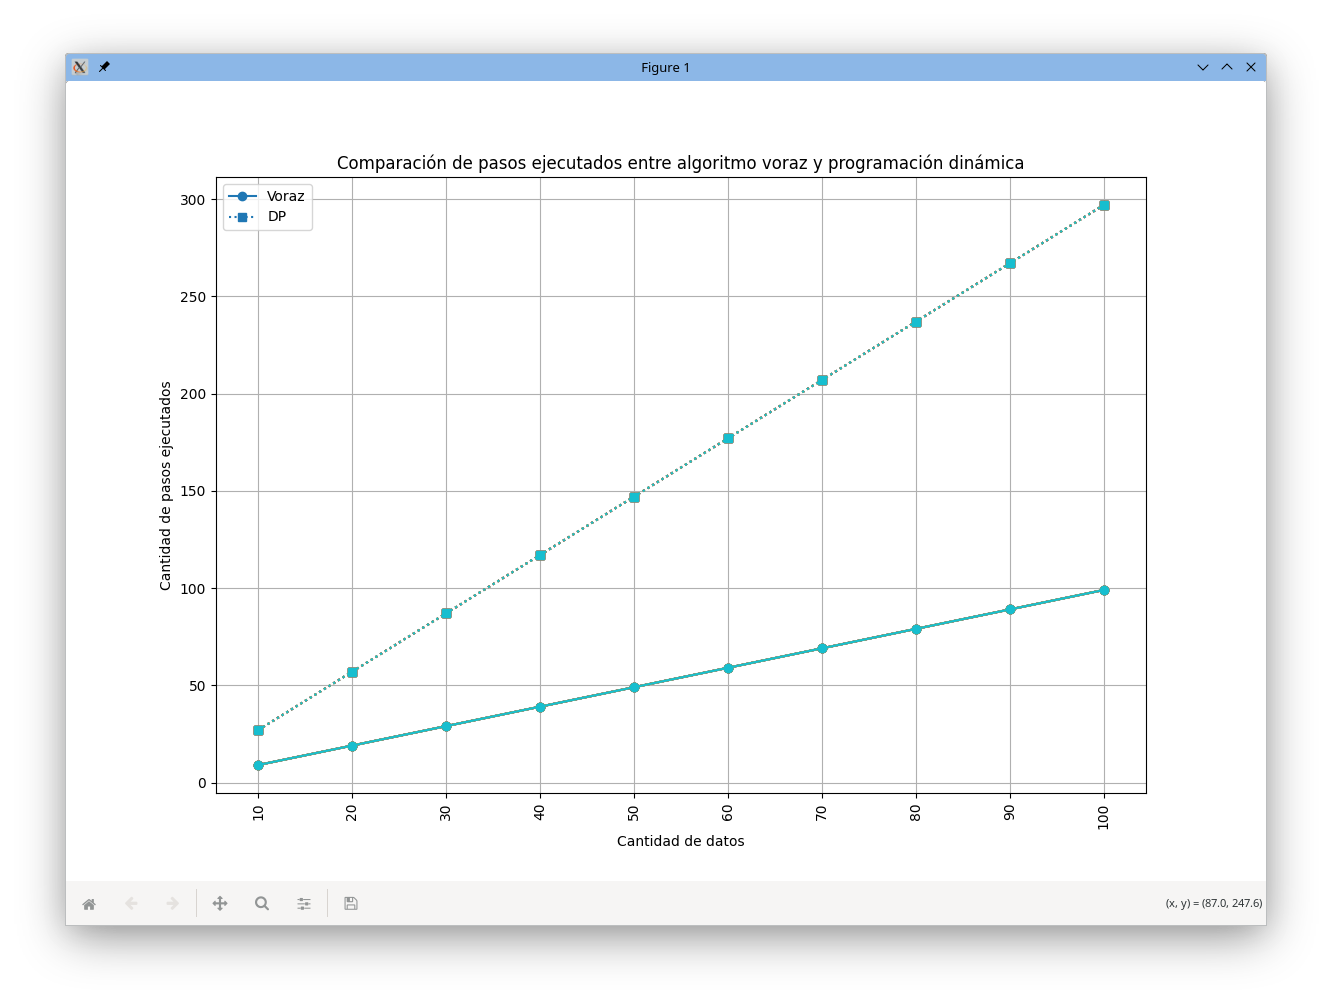 Figure 1
Comparación de pasos ejecutados entre algoritmo voraz y programación dinámica
Voraz
DP
300
250
200
150
100
50
0
Cantidad de pasos ejecutados
10
20
30
40
50
60
70
80
90
100
Cantidad de datos
(x, y) = (87.0, 247.6)